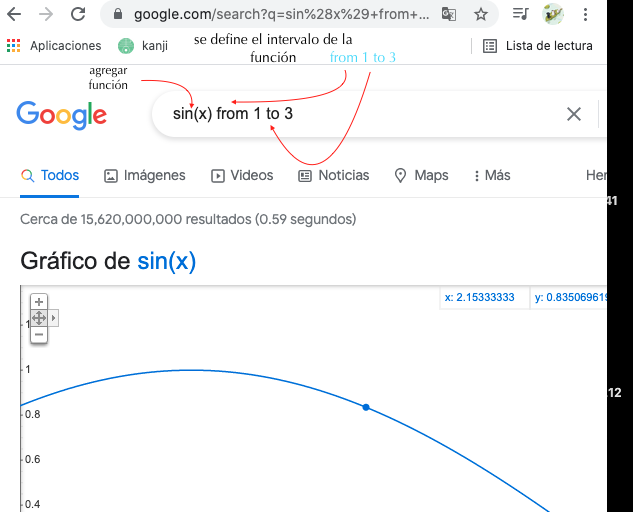 google.com/search?q=sin%28x%29+from+...
Aplicaciones
kanji
se define el intervalo de la
función
from 1 to 3
Lista de lectura
agregar
función
Google
sin(x) from 1 to 3
Todos
Imágenes
Videos
Noticias
Maps
Más
Her
41
Cerca de 15,620,000,000 resultados (0.59 segundos)
Gráfico de sin(x)
x: 2.15333333
y: 0.835069619
1
1
0.8
12
0.6
0.4